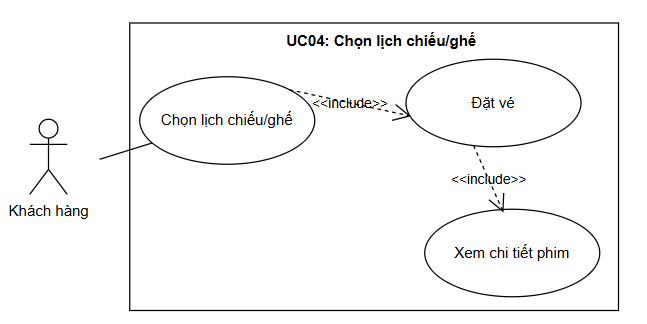 UC04: Chọn lịch chiếu/ghế
Chọn lịch chiếu/ghế
<<include>>
Đặt vé
<<include>>
Khách hàng
Xem chi tiết phim